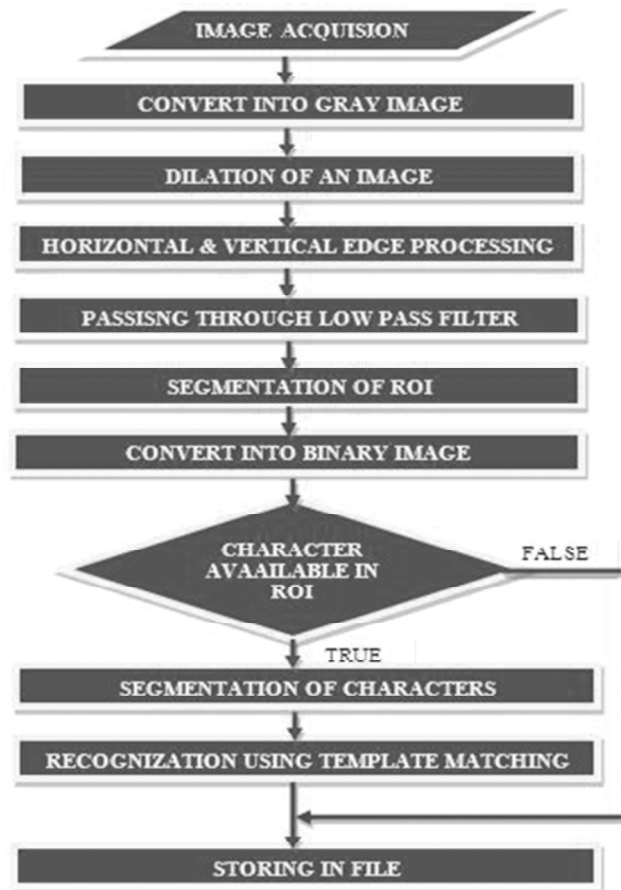 IMAGE ACQUISION
CONVERT INTO GRAY IMAGE
DILATION OF AN IMAGE
HORIZONTAL & VERTICAL EDGE PROCESSING
PASSISNG THROUGH LOW PASS FILTER
SEGMENTATION OF ROI
CONVERT INTO BINARY IMAGE
CHARACTER
AVAAILABLE IN
ROI
FALSE
TRUE
SEGMENTATION OF CHARACTERS
RECOGNIZATION USING TEMPLATE MATCHING
STORING IN FILE